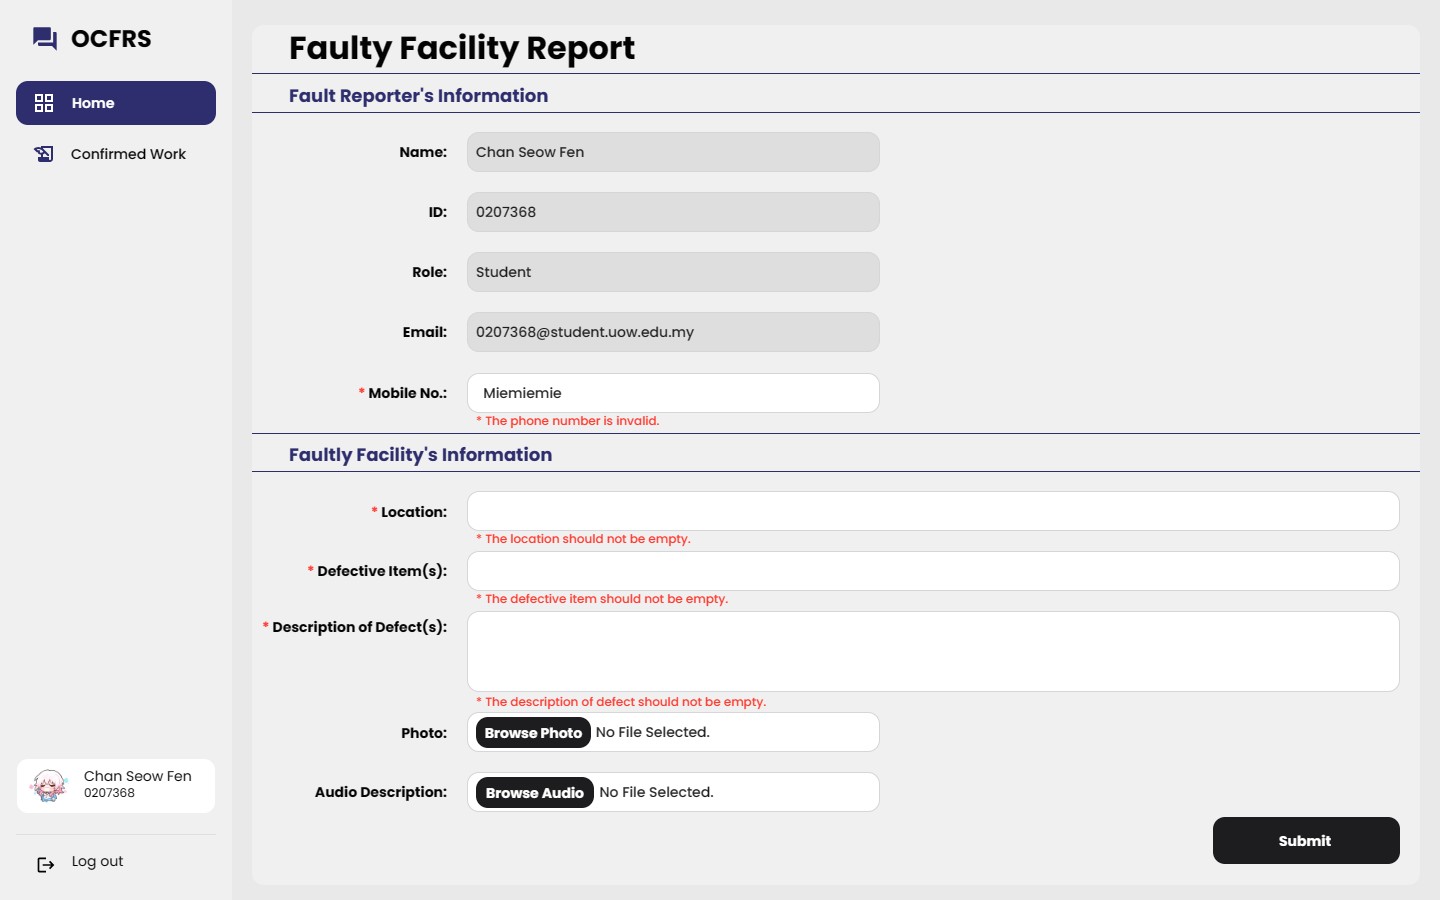 OCFRS
Home
Confirmed Work
Chan Seow Fen
0207368
Log out
Faulty Facility Report
Fault Reporter's Information
Name: Chan Seow Fen
ID: 0207368
Role: Student
Email: 0207368@student.uow.edu.my
* Mobile No.: Miemiemie
* The phone number is invalid.
Faultly Facility's Information
* Location:
* The location should not be empty.
* Defective Item(s):
* The defective item should not be empty.
* Description of Defect(s):
* The description of defect should not be empty.
Photo: Browse Photo No File Selected.
Audio Description: Browse Audio No File Selected.
Submit